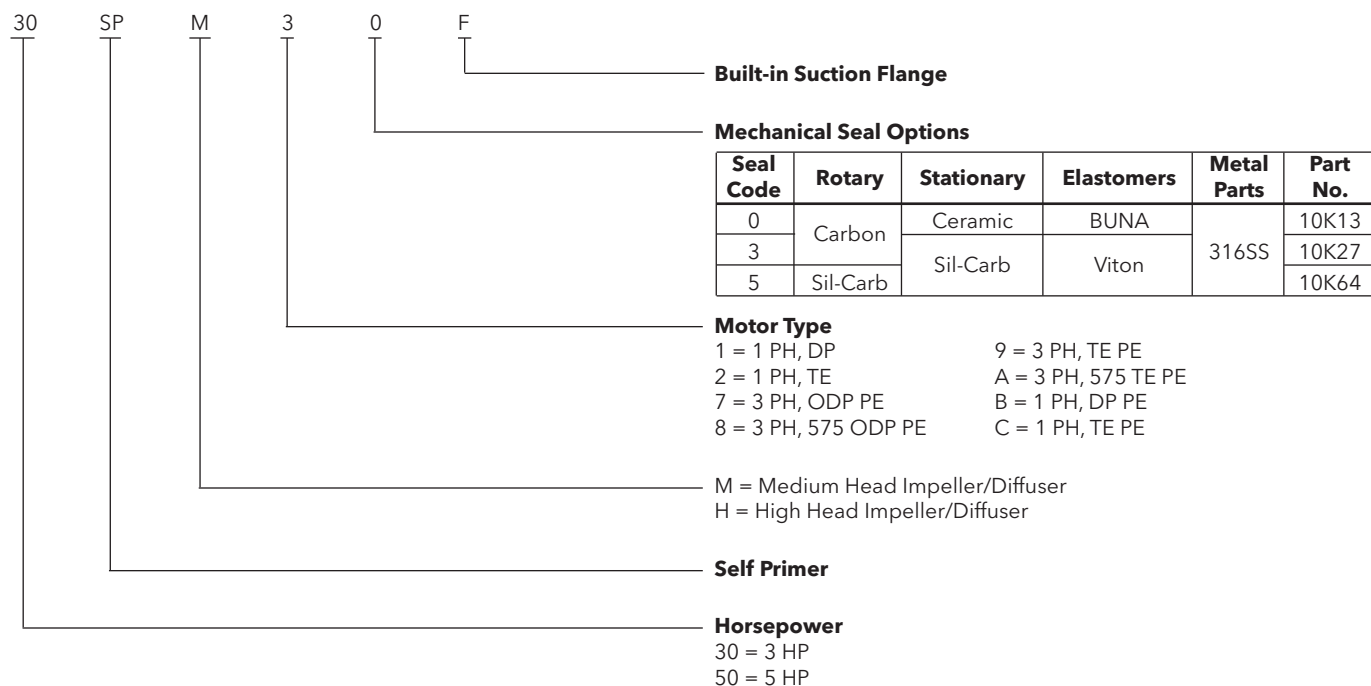 30 SP M 3 0 F
Built-in Suction Flange
Mechanical Seal Options
Seal Code Rotary Stationary Elastomers Metal Parts Part No.
0 Carbon Ceramic BUNA 316SS 10K13
3 Sil-Carb Viton 10K27
5 Sil-Carb 10K64
Motor Type
1 = 1 PH, DP 9 = 3 PH, TE PE
2 = 1 PH, TE A = 3 PH, 575 TE PE
7 = 3 PH, ODP PE B = 1 PH, DP PE
8 = 3 PH, 575 ODP PE C = 1 PH, TE PE
M = Medium Head Impeller/Diffuser
H = High Head Impeller/Diffuser
Self Primer
Horsepower
30 = 3 HP
50 = 5 HP